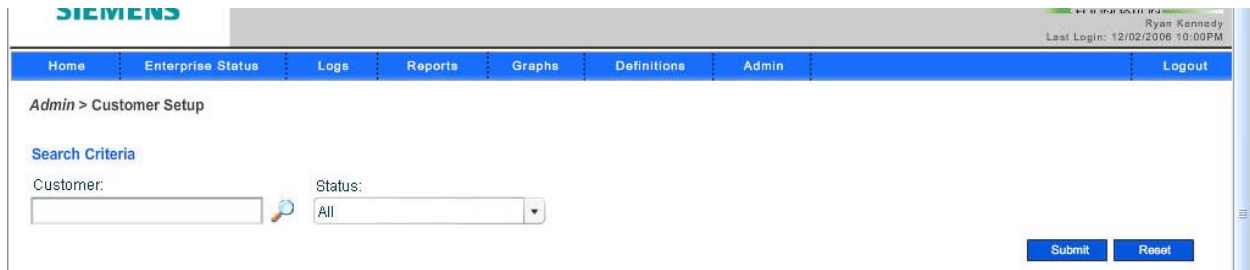 SIEMENS
Ryan Kennedy
Last Login: 12/02/2006 10:00PM
Home Enterprise Status Logs Reports Graphs Definitions Admin Logout
Admin > Customer Setup
Search Criteria
Customer: Status:
All
Submit Reset